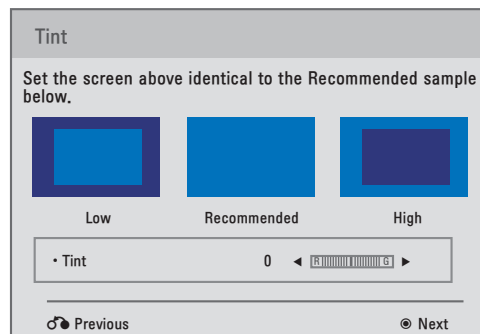 Tint
Set the screen above identical to the Recommended sample
below.
Low Recommended High
• Tint 0 ◀ R G ▶
Previous ◉ Next